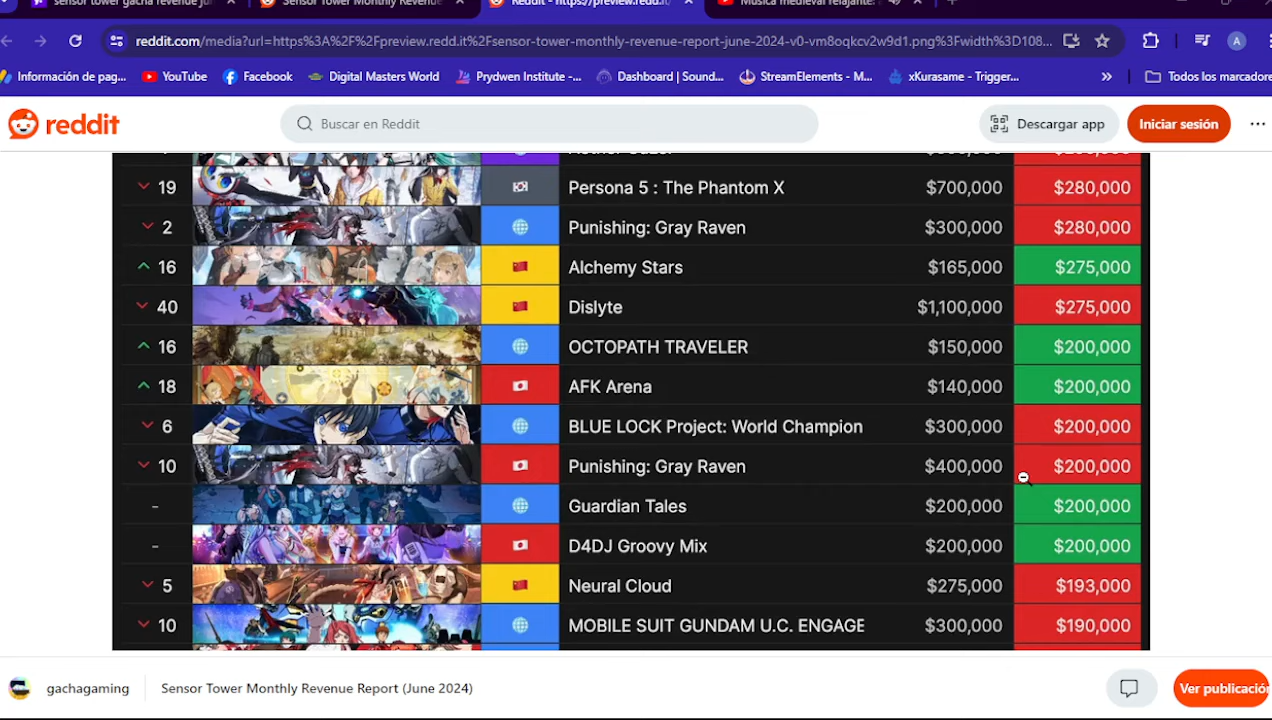 sensor tower gacha revenue ju
Sensor Tower Monthly Revenue
Reddit - https://preview.redd.it/
Música medieval relajante:
reddit.com/media?url=https%3A%2F%2Fpreview.redd.it%2Fsensor-tower-monthly-revenue-report-june-2024-v0-vm8oqkcv2w9d1.png%3Fwidth%3D108...
A
Información de pag...
YouTube
Facebook
Digital Masters World
Prydwen Institute -...
Dashboard | Sound...
StreamElements - M...
xKurasame - Trigger...
»
Todos los marcadore
reddit
Buscar en Reddit
Descargar app
Iniciar sesión
19 Persona 5 : The Phantom X $700,000 $280,000
2 Punishing: Gray Raven $300,000 $280,000
16 Alchemy Stars $165,000 $275,000
40 Dislyte $1,100,000 $275,000
16 OCTOPATH TRAVELER $150,000 $200,000
18 AFK Arena $140,000 $200,000
6 BLUE LOCK Project: World Champion $300,000 $200,000
10 Punishing: Gray Raven $400,000 $200,000
- Guardian Tales $200,000 $200,000
- D4DJ Groovy Mix $200,000 $200,000
5 Neural Cloud $275,000 $193,000
10 MOBILE SUIT GUNDAM U.C. ENGAGE $300,000 $190,000
gachagaming
Sensor Tower Monthly Revenue Report (June 2024)
Ver publicación